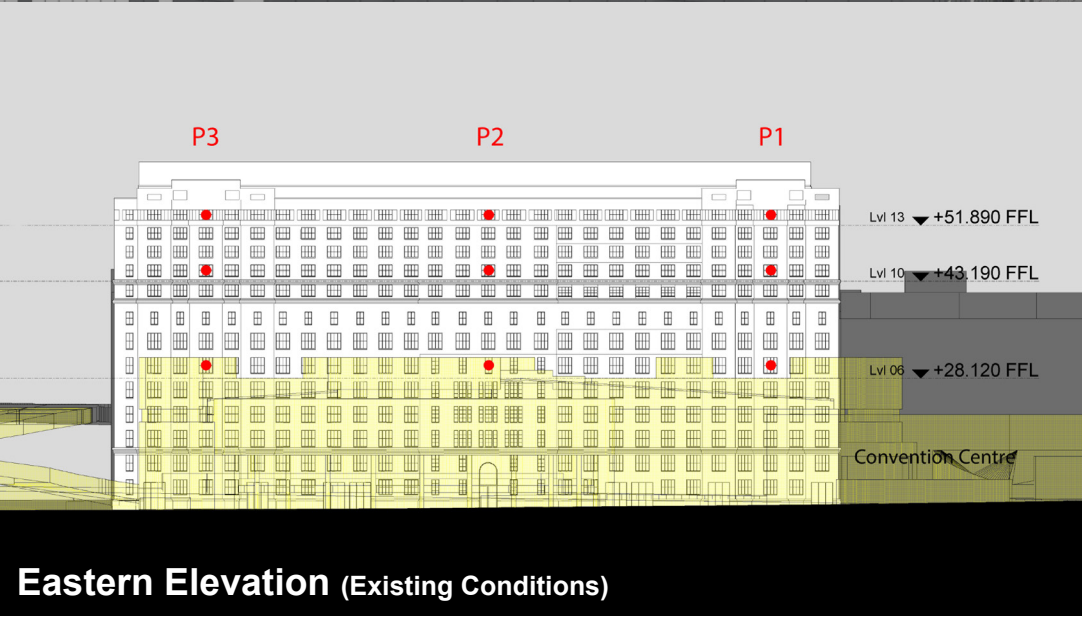 P3 P2 P1
Lvl 13 +51.890 FFL
Lvl 10 +43.190 FFL
Lvl 06 +28.120 FFL
Convention Centre
Eastern Elevation (Existing Conditions)